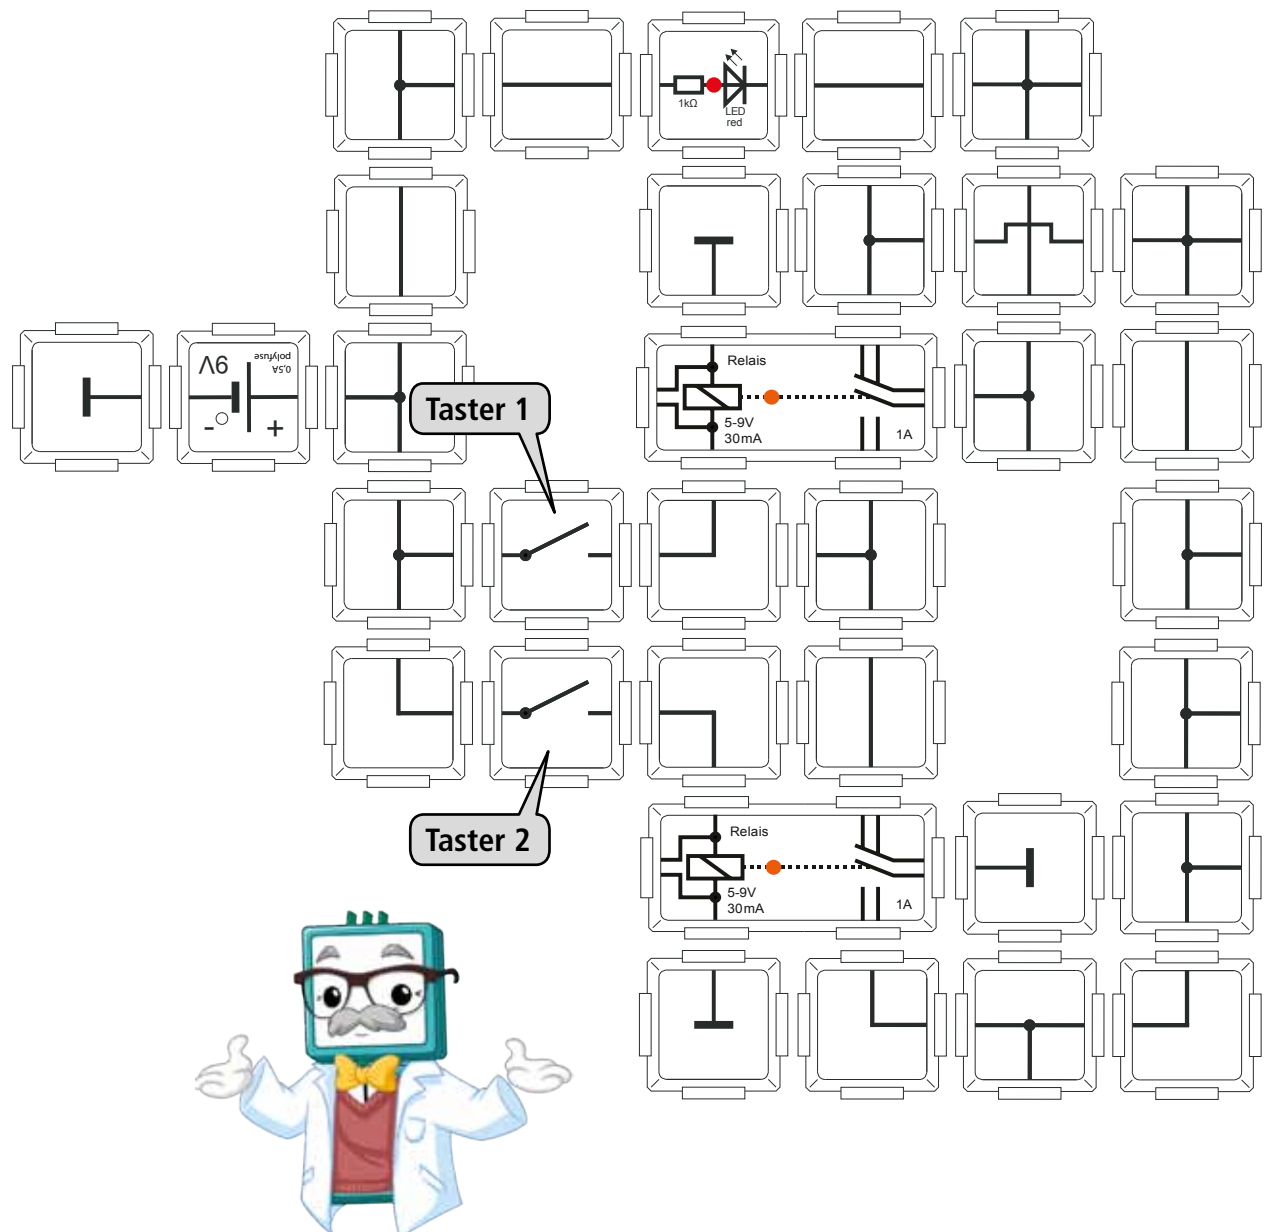 1kΩ
LED
red
9V
0,5A
polyfuse
-
+
Taster 1
Relais
5-9V
30mA
1A
Taster 2
Relais
5-9V
30mA
1A